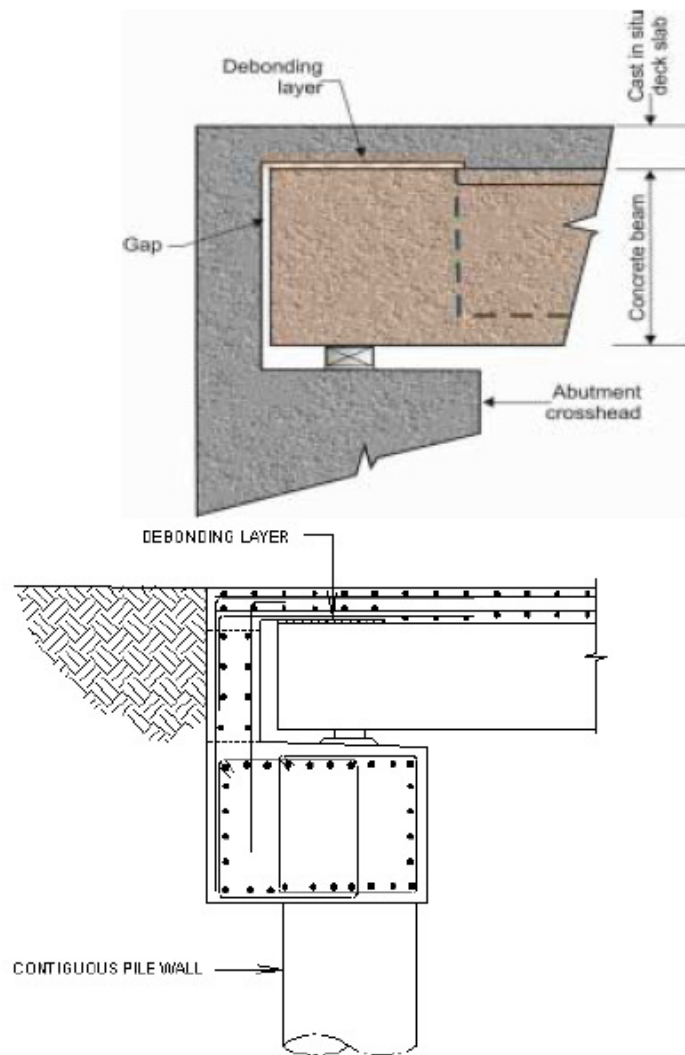 Debonding
layer
Cast in situ
deck slab
Gap
Concrete beam
Abutment
crosshead
DEBONDING LAYER
CONTIGUOUS PILE WALL